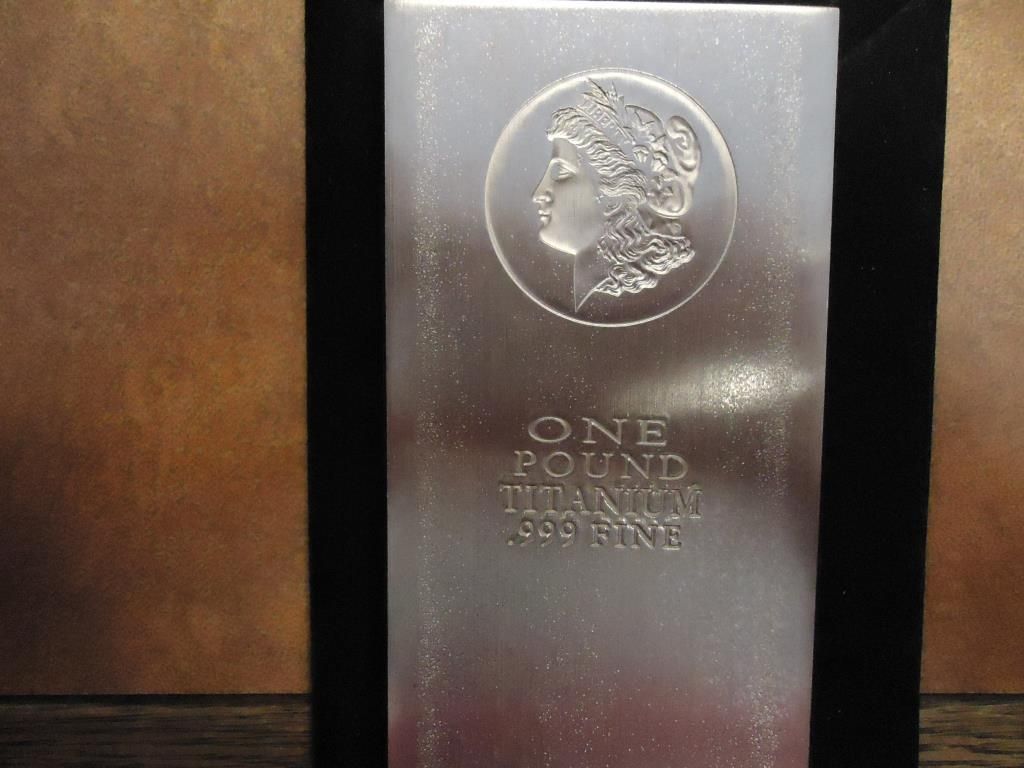 ONE
POUND
TITANIUM
.999 FINE